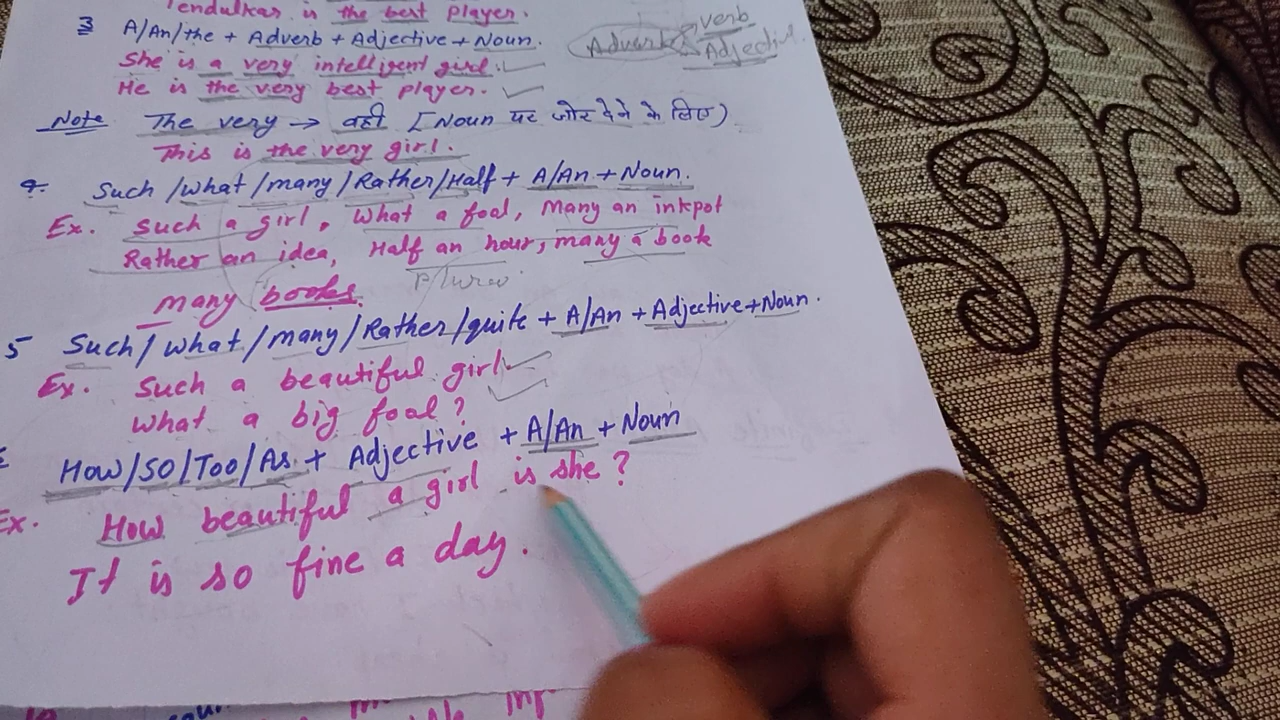 Tendulkar is the best player.
3 A/An/the + Adverb + Adjective + Noun.
Adverb verb
Adjective.
She is a very intelligent girl.
He is the very best player.
Note The very → वही [Noun पर जोर देने के लिए)
This is the very girl.
4. Such/what/many/Rather/Half + A/An + Noun.
Ex. Such a girl, What a foal, Many an inkpot
Rather an idea, Half an hour, many a book
many books.
5 Such/what/many/Rather/quite + A/An + Adjective + Noun.
Ex. Such a beautiful girl
What a big foal?
How/SO/Too/As + Adjective + A/An + Noun
Ex. How beautiful a girl is she?
It is so fine a day.